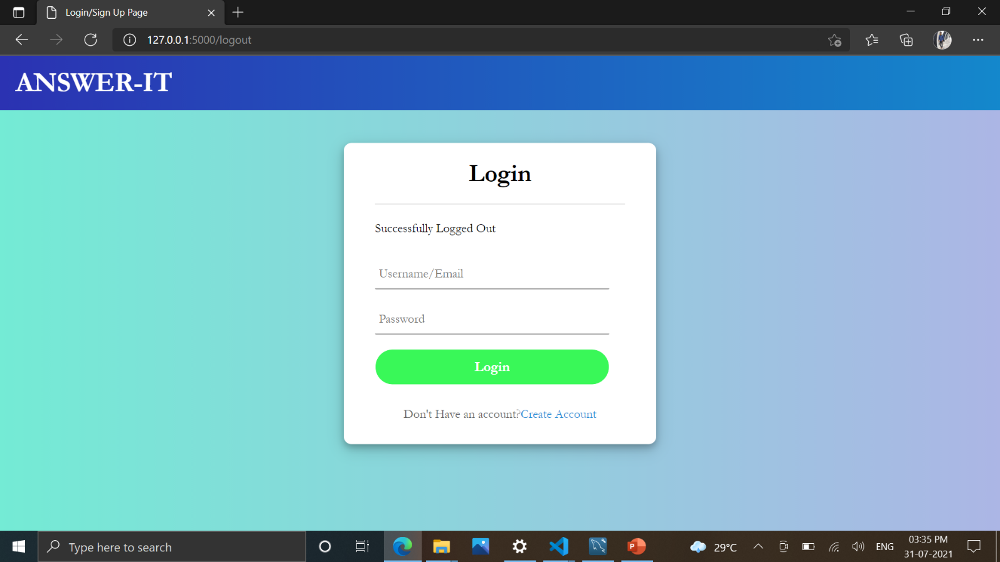 Login/Sign Up Page
127.0.0.1:5000/logout
ANSWER-IT
Login
Successfully Logged Out
Username/Email
Password
Login
Don't Have an account?Create Account
Type here to search
P
29°C
ENG
03:35 PM
31-07-2021